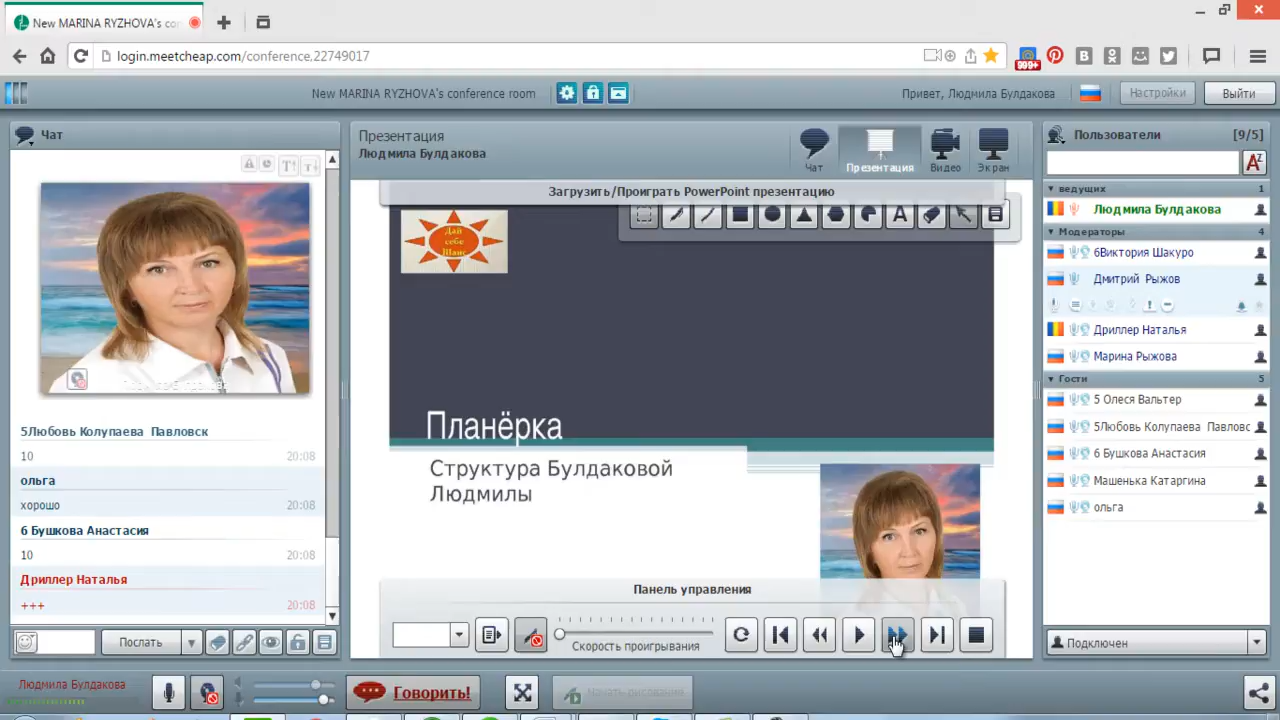 New MARINA RYZHOVA's con
login.meetcheap.com/conference,22749017
999+
New MARINA RYZHOVA's conference room
Привет, Людмила Булдакова
Настройки
Выйти
Чат
5Любовь Колупаева Павловск
10
20:08
ольга
хорошо
20:08
6 Бушкова Анастасия
10
20:08
Дриллер Наталья
+++
20:08
Послать
Презентация
Людмила Булдакова
Чат
Презентация
Видео
Экран
Загрузить/Проиграть PowerPoint презентацию
Дай
себе
Шанс
Планёрка
Структура Булдаковой
Людмилы
Панель управления
Скорость проигрывания
Пользователи
[9/5]
ведущих
1
Людмила Булдакова
Модераторы
4
6Виктория Шакуро
Дмитрий Рыжов
Дриллер Наталья
Марина Рыжова
Гости
5
5 Олеся Вальтер
5Любовь Колупаева Павловс
6 Бушкова Анастасия
Машенька Катаргина
ольга
Подключен
Людмила Булдакова
Говорить!
Начать рисование